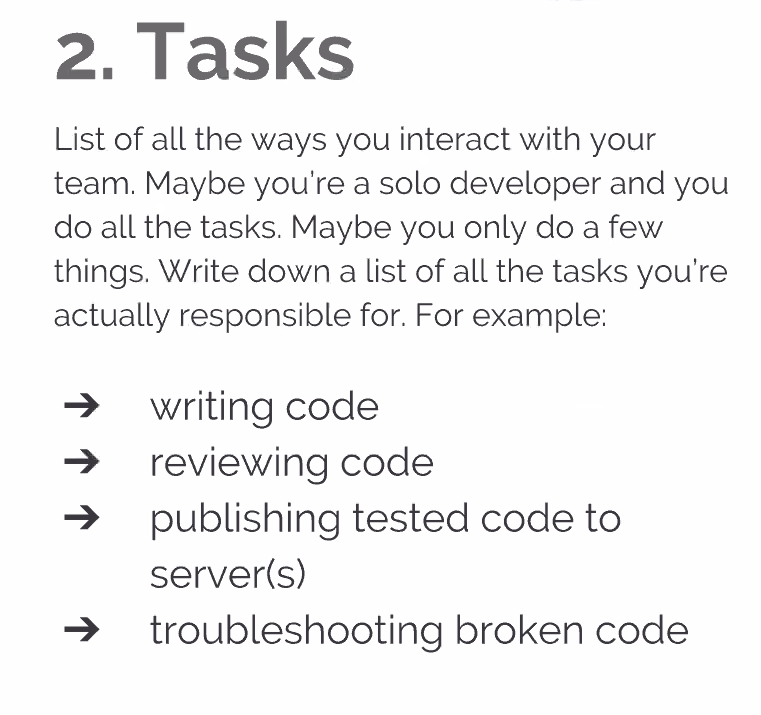 2. Tasks
List of all the ways you interact with your
team. Maybe you're a solo developer and you
do all the tasks. Maybe you only do a few
things. Write down a list of all the tasks you're
actually responsible for. For example:
➔ writing code
➔ reviewing code
➔ publishing tested code to
server(s)
➔ troubleshooting broken code